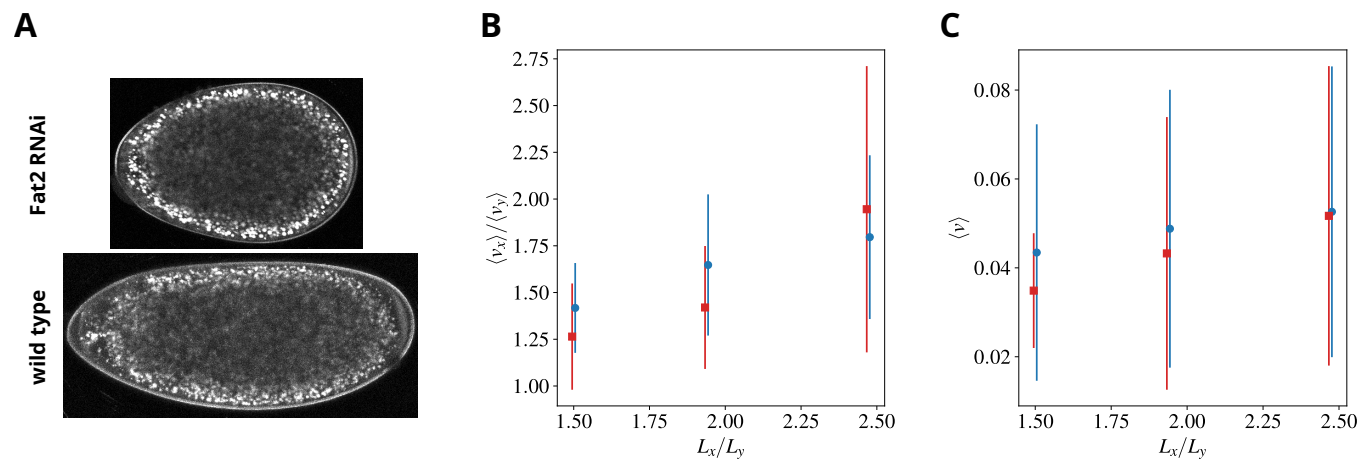 A
B
C
Fat2 RNAi
wild type
⟨v_x⟩/⟨v_y⟩
2.75
2.50
2.25
2.00
1.75
1.50
1.25
1.00
1.50 1.75 2.00 2.25 2.50
L_x/L_y
⟨v⟩
0.08
0.06
0.04
0.02
1.50 1.75 2.00 2.25 2.50
L_x/L_y